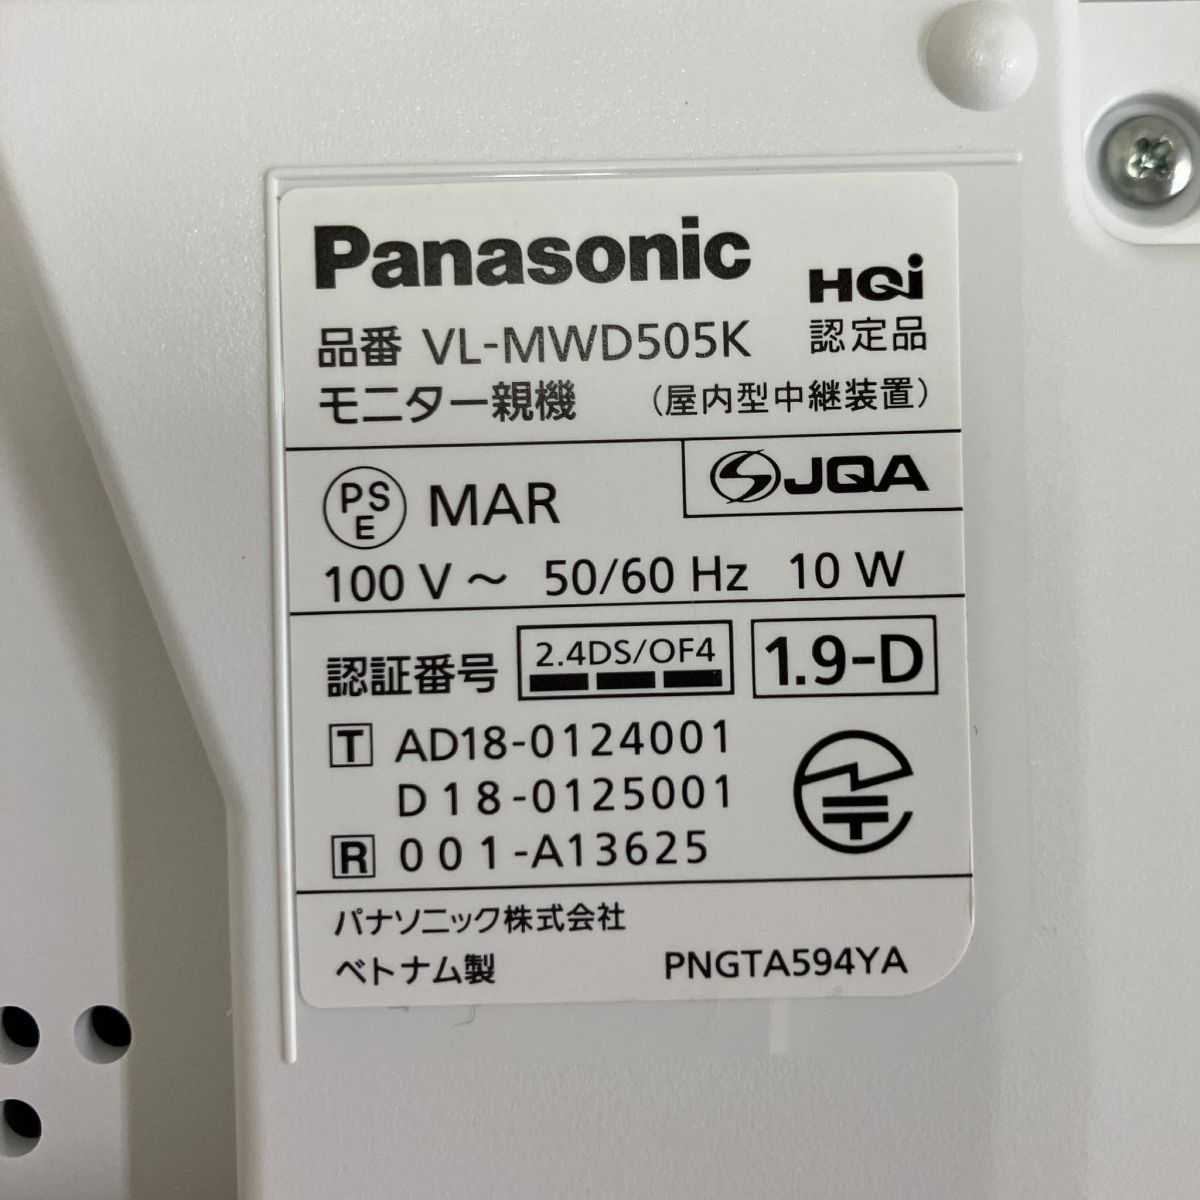 Panasonic
HQi
品番 VL-MWD505K
認定品
モニター親機
(屋内型中継装置)
PSE MAR
JQA
100 V～ 50/60 Hz 10 W
認証番号
2.4DS/OF4
1.9-D
T AD18-0124001
D18-0125001
R 001-A13625
パナソニック株式会社
ベトナム製
PNGTA594YA